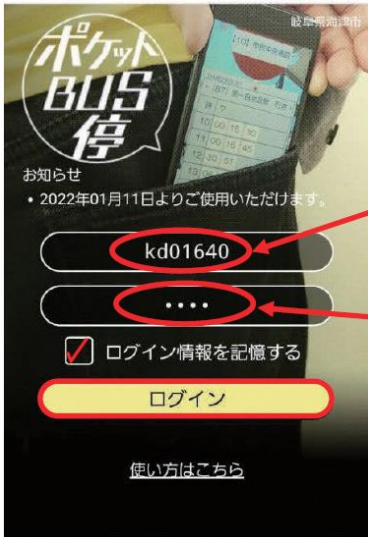 岐阜県海津市
ポケット
BUS
停
お知らせ
• 2022年01月11日よりご使用いただけます。
kd01640
••••
ログイン情報を記憶する
ログイン
使い方はこちら